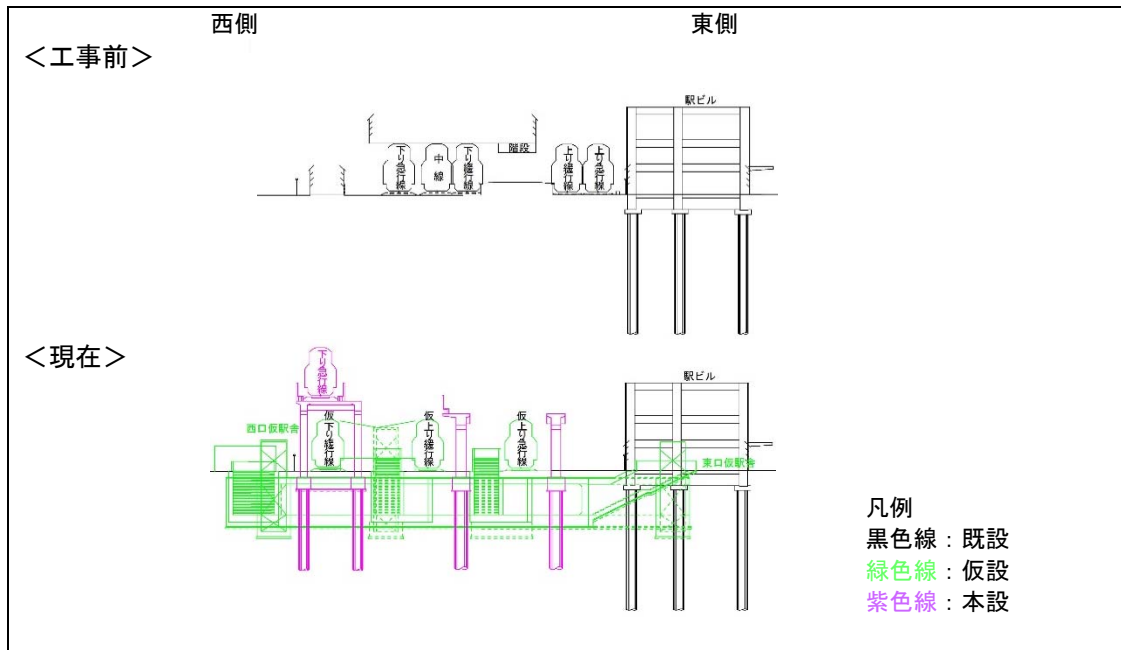 西側
東側
＜工事前＞
駅ビル
階段
下り急行線
中線
下り緩行線
上り緩行線
上り急行線
＜現在＞
下り急行線
駅ビル
西口仮駅舎
仮下り緩行線
仮上り緩行線
仮上り急行線
東口仮駅舎
凡例
黒色線：既設
緑色線：仮設
紫色線：本設